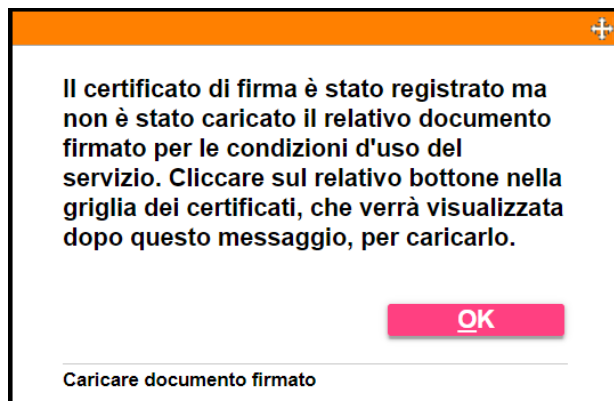 Il certificato di firma è stato registrato ma
non è stato caricato il relativo documento
firmato per le condizioni d'uso del
servizio. Cliccare sul relativo bottone nella
griglia dei certificati, che verrà visualizzata
dopo questo messaggio, per caricarlo.
OK
Caricare documento firmato